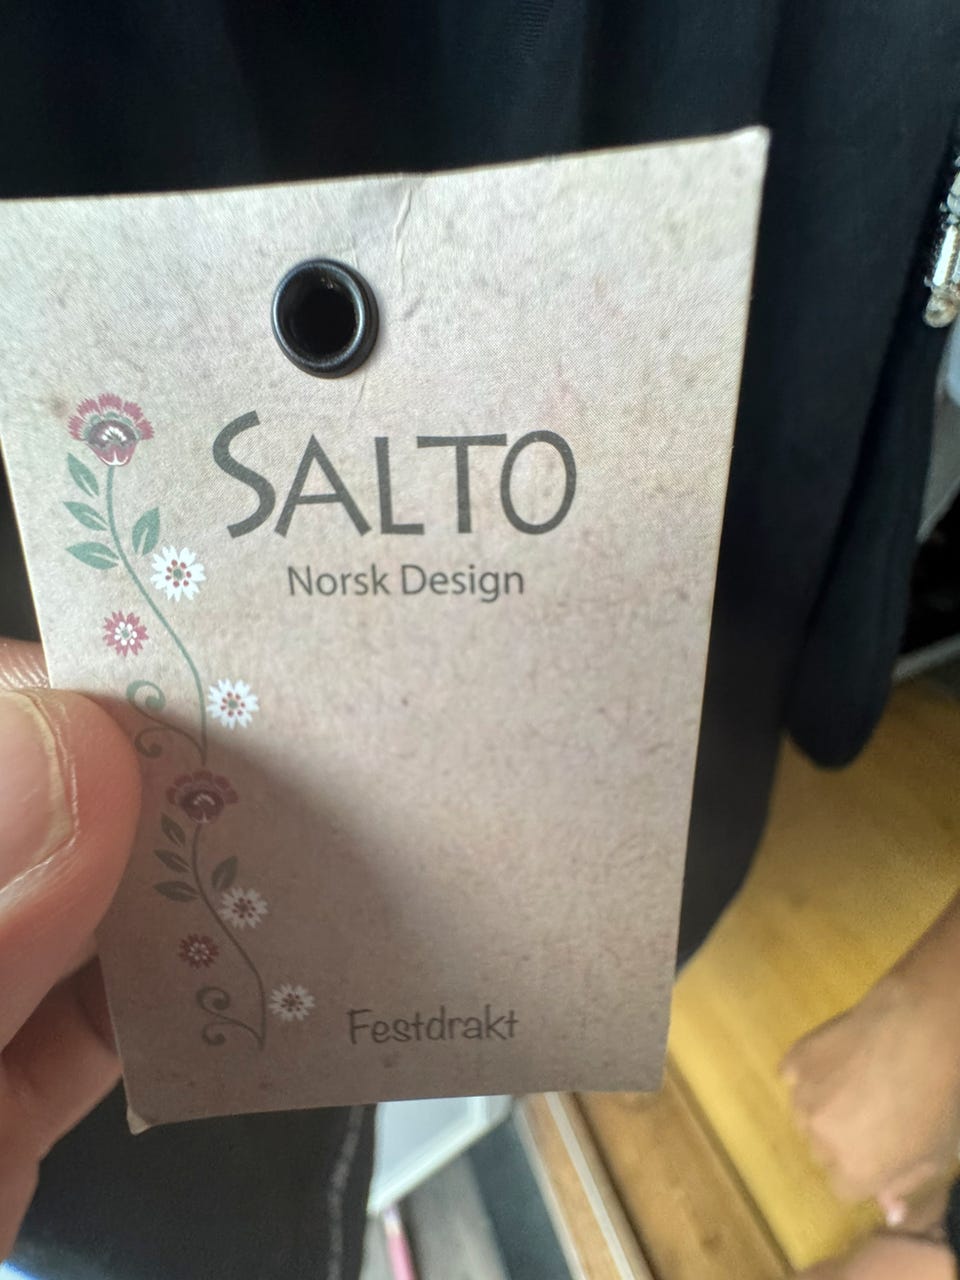 SALTO
Norsk Design
Festdrakt